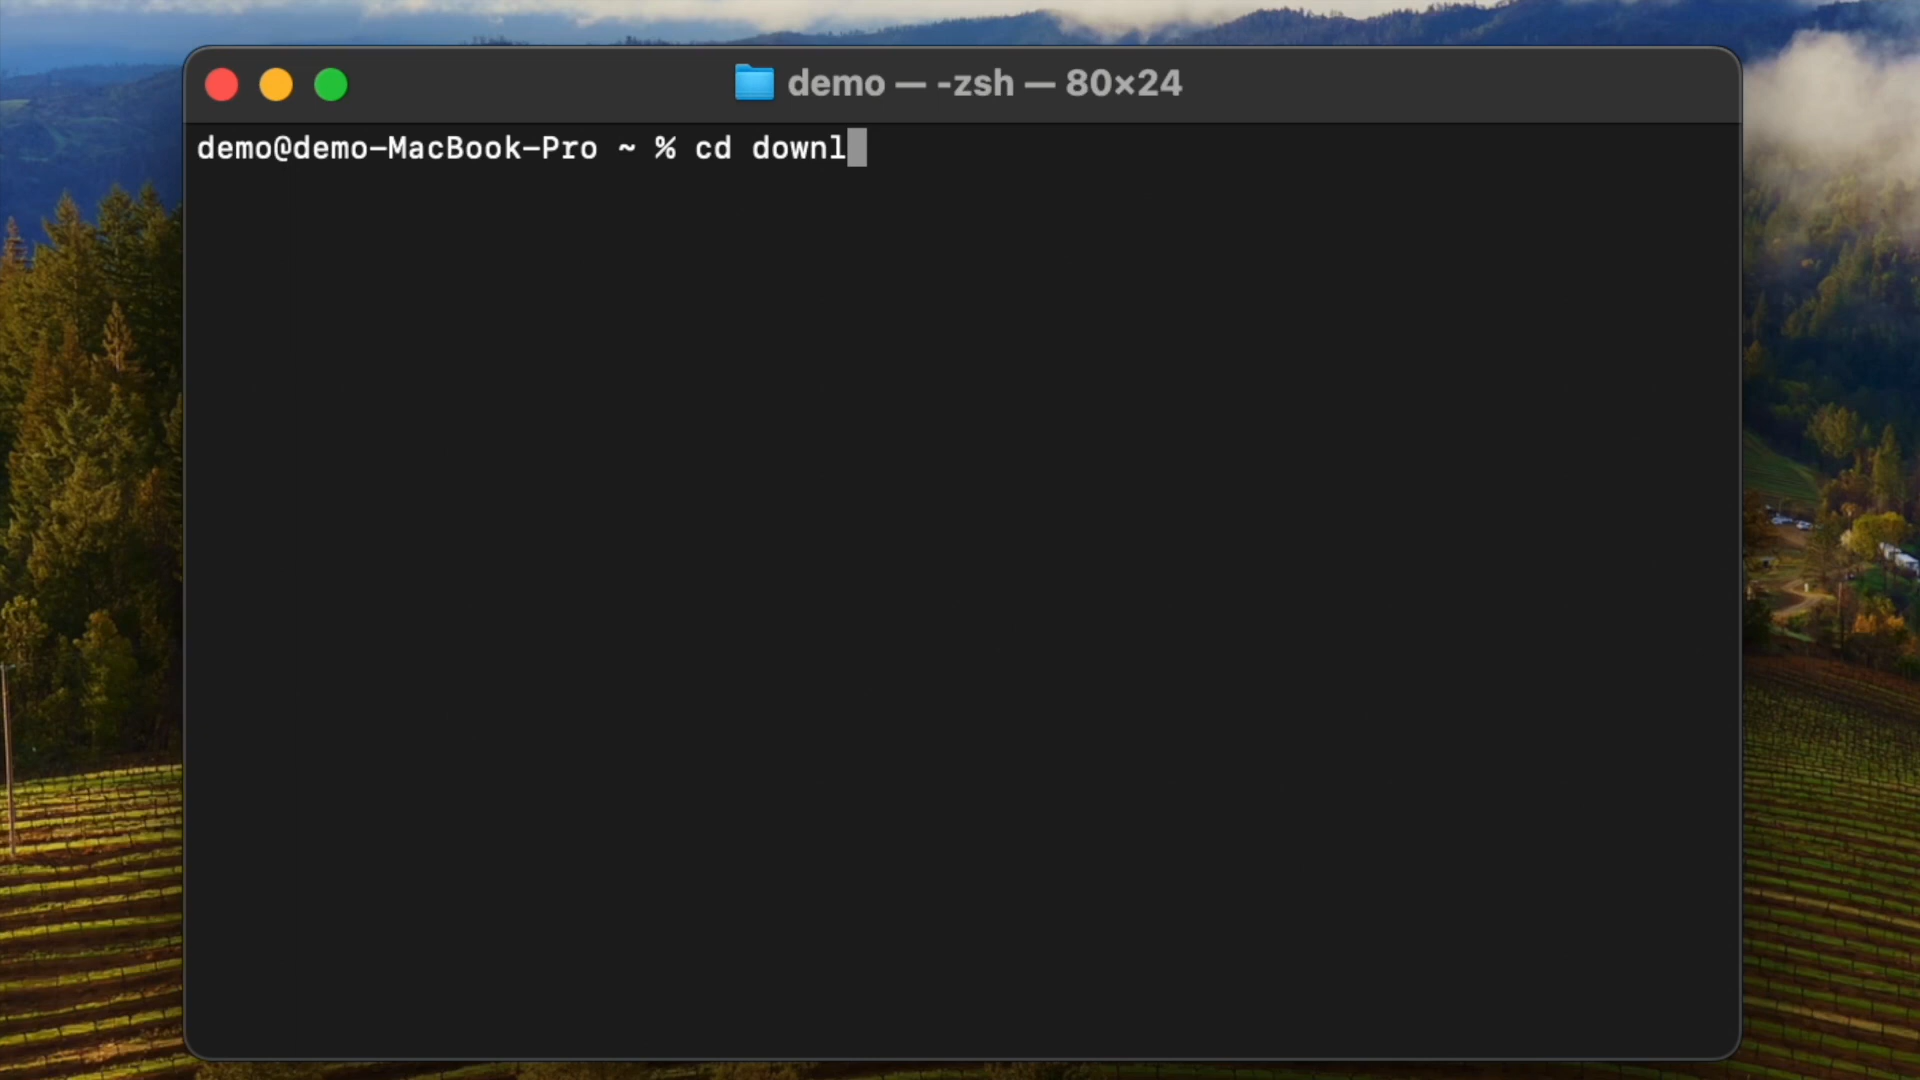 demo — -zsh — 80×24
demo@demo-MacBook-Pro ~ % cd downl